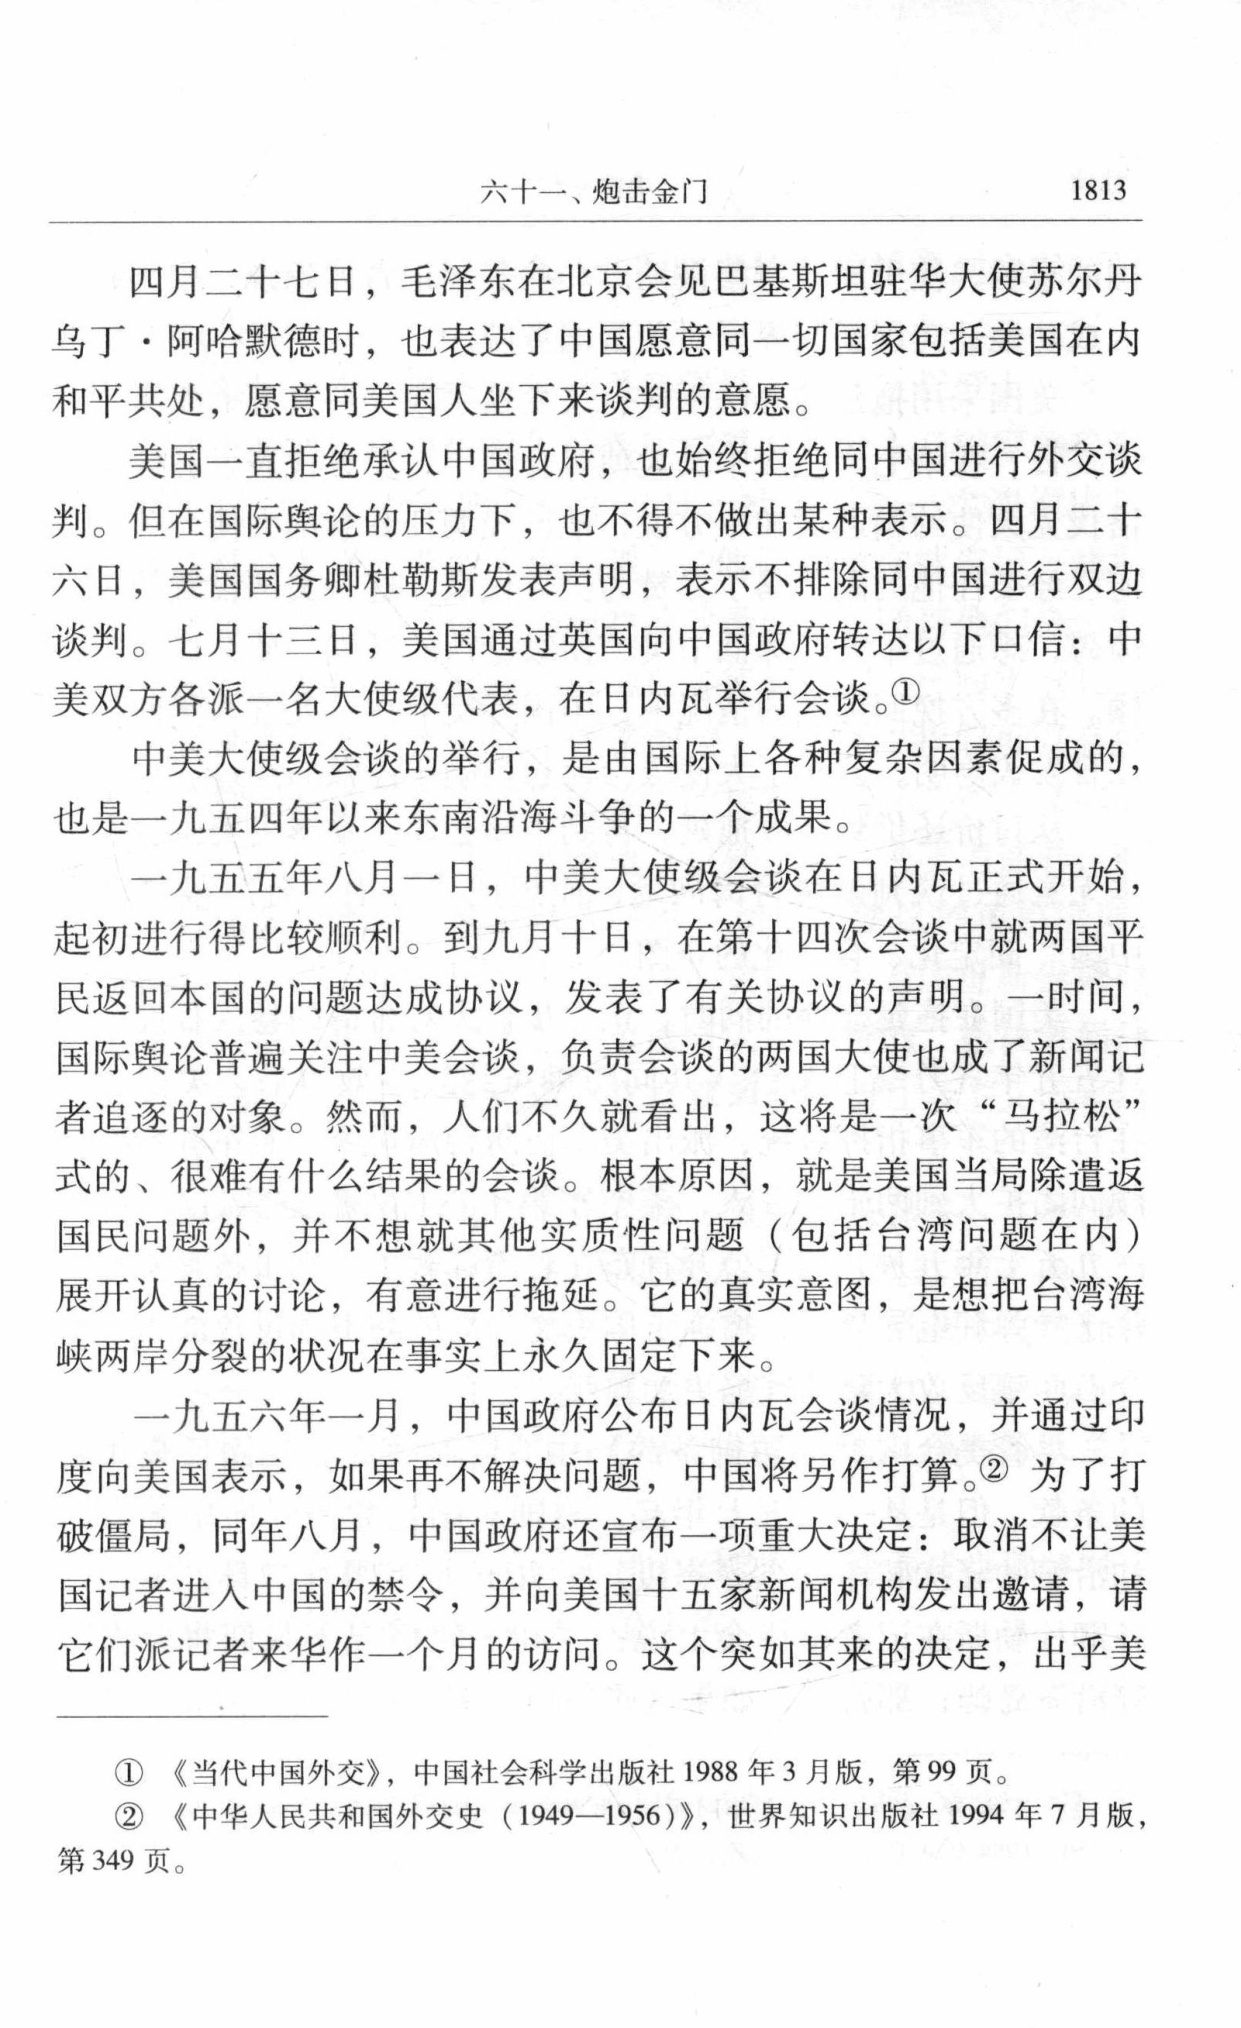 六十一、炮击金门 1813
四月二十七日，毛泽东在北京会见巴基斯坦驻华大使苏尔丹
乌丁·阿哈默德时，也表达了中国愿意同一切国家包括美国在内
和平共处，愿意同美国人坐下来谈判的意愿。
美国一直拒绝承认中国政府，也始终拒绝同中国进行外交谈
判。但在国际舆论的压力下，也不得不做出某种表示。四月二十
六日，美国国务卿杜勒斯发表声明，表示不排除同中国进行双边
谈判。七月十三日，美国通过英国向中国政府转达以下口信：中
美双方各派一名大使级代表，在日内瓦举行会谈。①
中美大使级会谈的举行，是由国际上各种复杂因素促成的，
也是一九五四年以来东南沿海斗争的一个成果。
一九五五年八月一日，中美大使级会谈在日内瓦正式开始，
起初进行得比较顺利。到九月十日，在第十四次会谈中就两国平
民返回本国的问题达成协议，发表了有关协议的声明。一时间，
国际舆论普遍关注中美会谈，负责会谈的两国大使也成了新闻记
者追逐的对象。然而，人们不久就看出，这将是一次“马拉松”
式的、很难有什么结果的会谈。根本原因，就是美国当局除遣返
国民问题外，并不想就其他实质性问题（包括台湾问题在内）
展开认真的讨论，有意进行拖延。它的真实意图，是想把台湾海
峡两岸分裂的状况在事实上永久固定下来。
一九五六年一月，中国政府公布日内瓦会谈情况，并通过印
度向美国表示，如果再不解决问题，中国将另作打算。② 为了打
破僵局，同年八月，中国政府还宣布一项重大决定：取消不让美
国记者进入中国的禁令，并向美国十五家新闻机构发出邀请，请
它们派记者来华作一个月的访问。这个突如其来的决定，出乎美
① 《当代中国外交》，中国社会科学出版社 1988 年 3 月版，第 99 页。
② 《中华人民共和国外交史（1949—1956）》，世界知识出版社 1994 年 7 月版，
第 349 页。